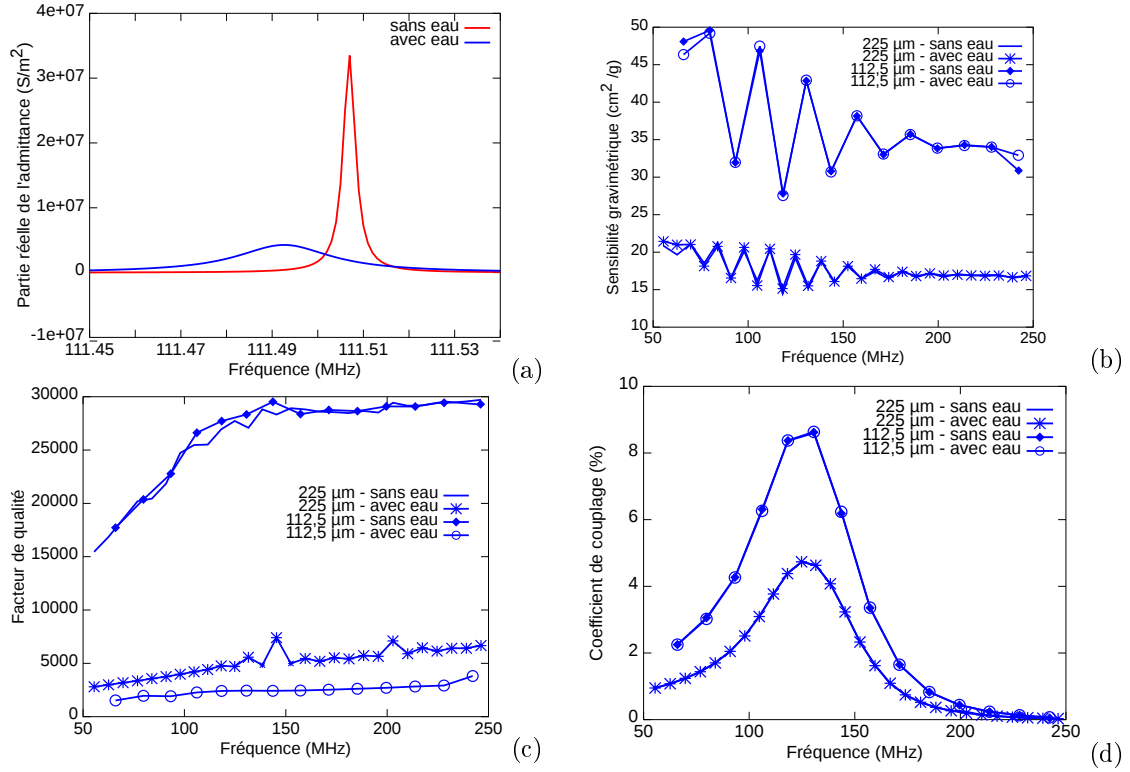 sans eau
avec eau
Partie réelle de l'admittance (S/m²)
4e+07
3e+07
2e+07
1e+07
0
-1e+07
111.45
111.47
111.49
111.51
111.53
Fréquence (MHz)
(a)
225 µm - sans eau
225 µm - avec eau
112,5 µm - sans eau
112,5 µm - avec eau
Sensibilité gravimétrique (cm² /g)
50
45
40
35
30
25
20
15
10
50
100
150
200
250
Fréquence (MHz)
(b)
225 µm - sans eau
225 µm - avec eau
112,5 µm - sans eau
112,5 µm - avec eau
Facteur de qualité
30000
25000
20000
15000
10000
5000
0
50
100
150
200
250
Fréquence (MHz)
(c)
225 µm - sans eau
225 µm - avec eau
112,5 µm - sans eau
112,5 µm - avec eau
Coefficient de couplage (%)
10
8
6
4
2
0
50
100
150
200
250
Fréquence (MHz)
(d)